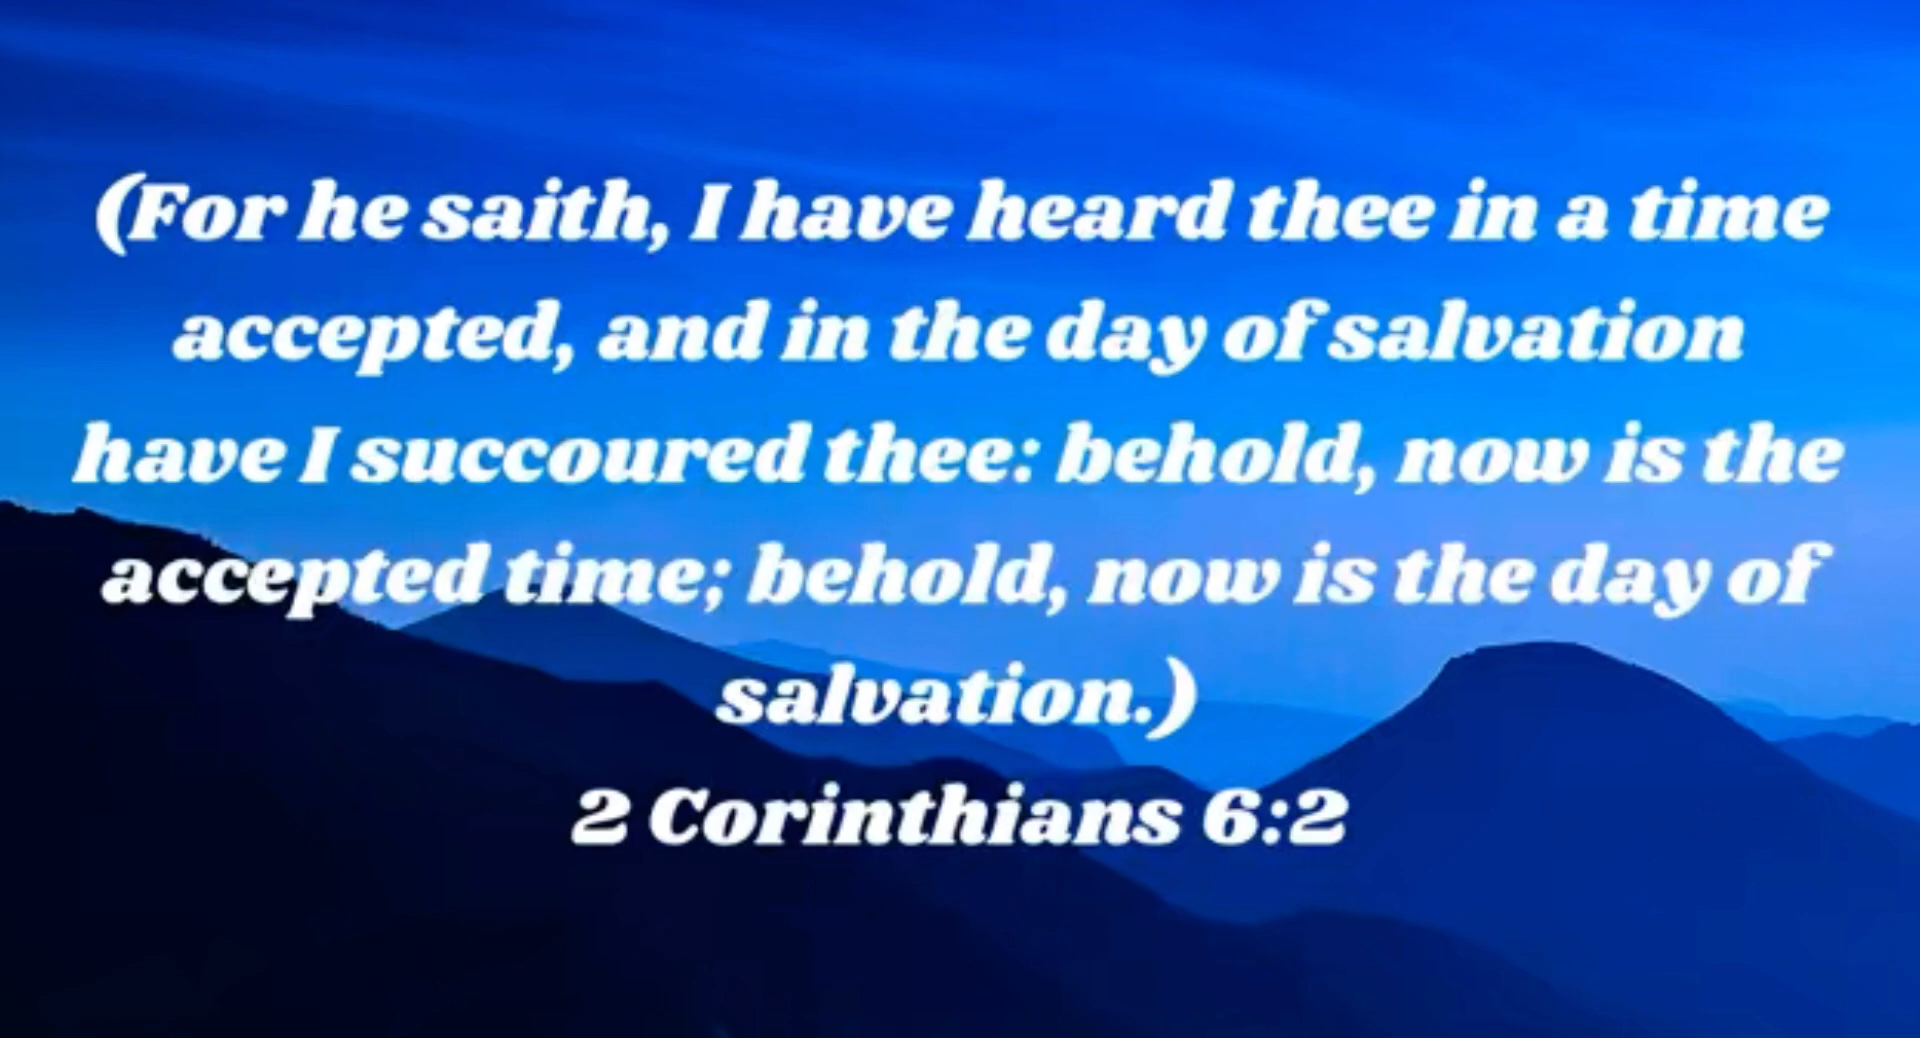 (For he saith, I have heard thee in a time
accepted, and in the day of salvation
have I succoured thee: behold, now is the
accepted time; behold, now is the day of
salvation.)
2 Corinthians 6:2